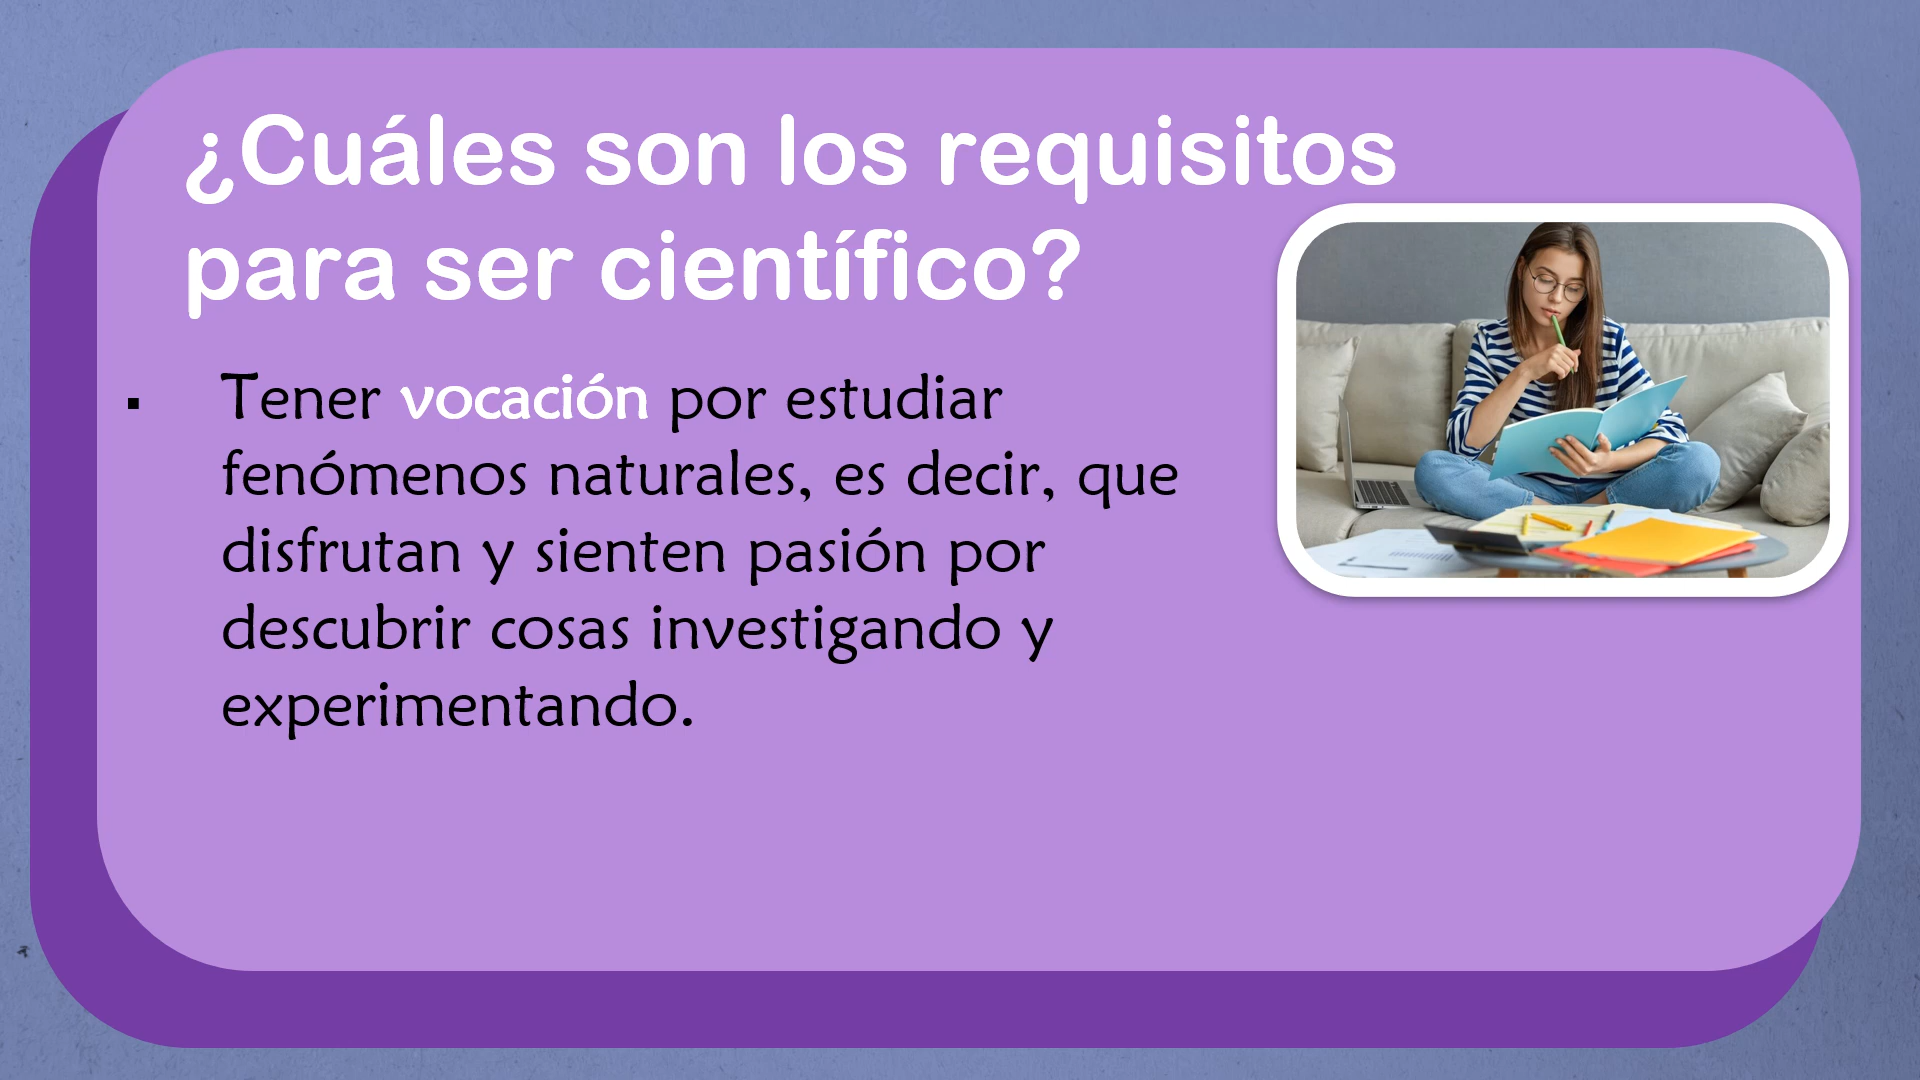 ¿Cuáles son los requisitos
para ser científico?
▪ Tener vocación por estudiar
fenómenos naturales, es decir, que
disfrutan y sienten pasión por
descubrir cosas investigando y
experimentando.